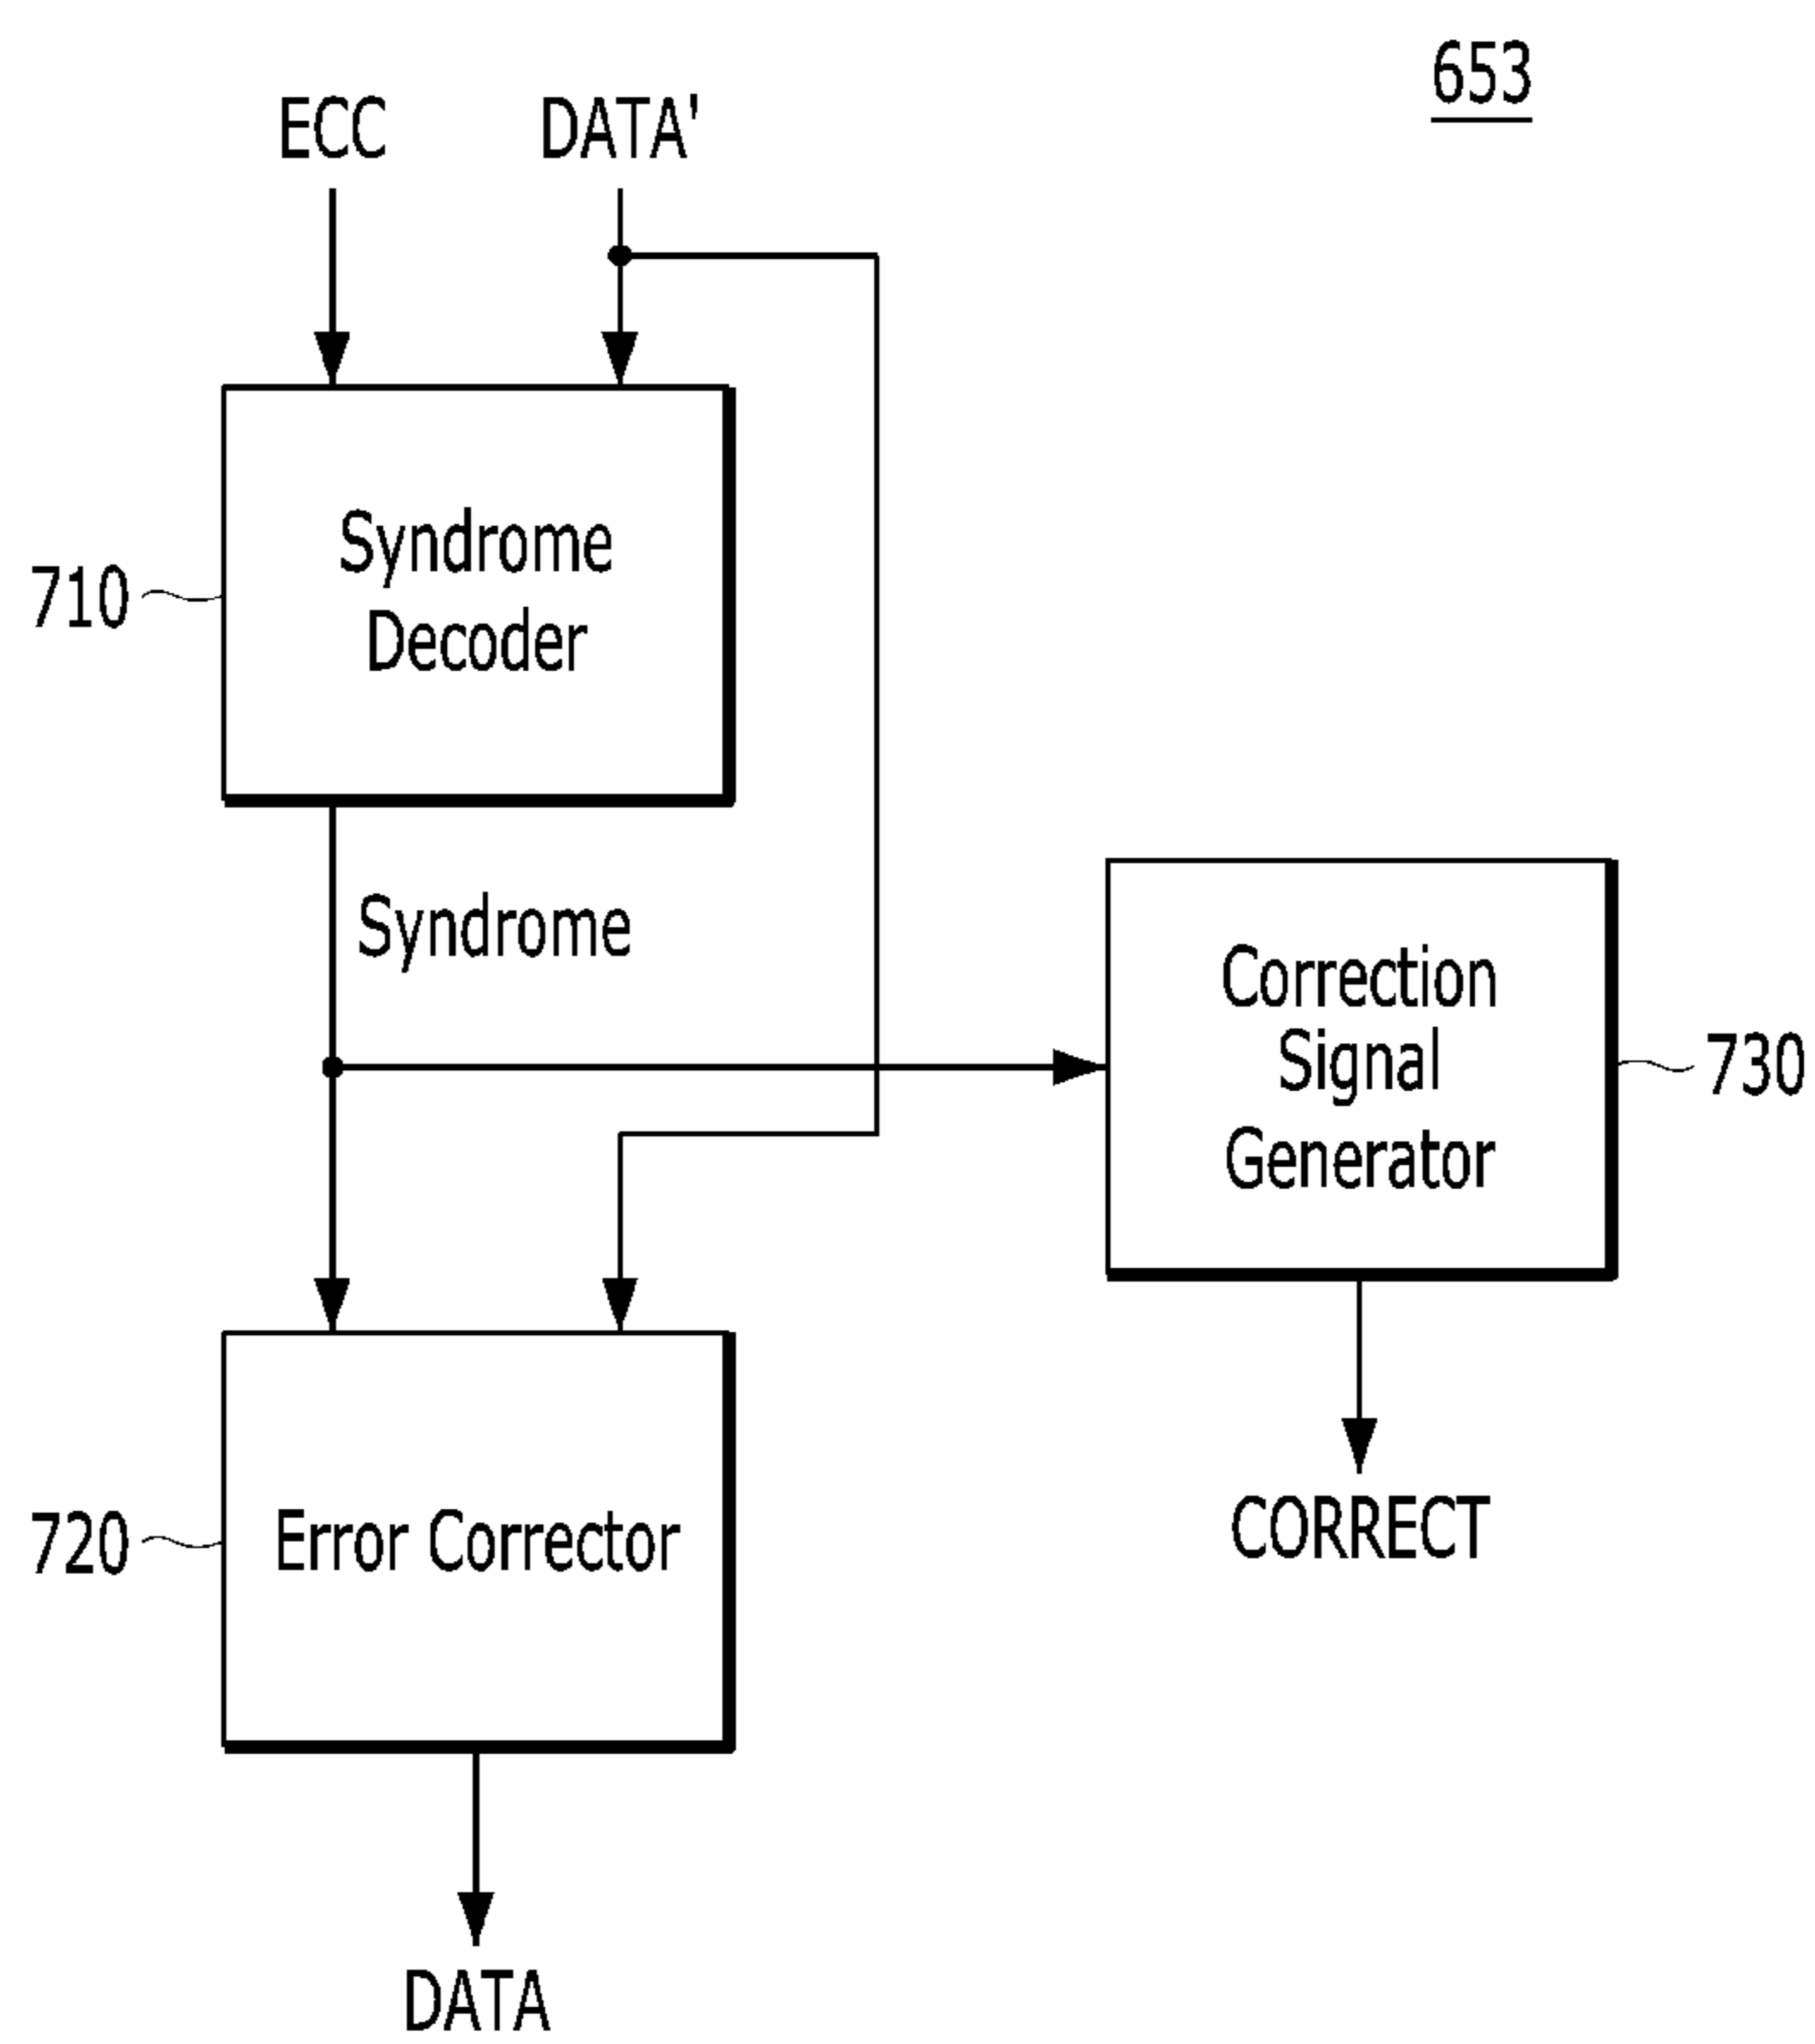 653
ECC
DATA'
Syndrome
Decoder
710
Syndrome
Correction
Signal
Generator
730
Error Corrector
720
CORRECT
DATA